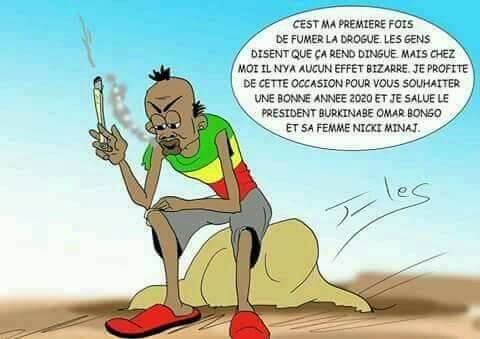 C'EST MA PREMIERE FOIS
DE FUMER LA DROGUE. LES GENS
DISENT QUE ÇA REND DINGUE. MAIS CHEZ
MOI IL N'YA AUCUN EFFET BIZARRE. JE PROFITE
DE CETTE OCCASION POUR VOUS SOUHAITER
UNE BONNE ANNEE 2020 ET JE SALUE LE
PRESIDENT BURKINABE OMAR BONGO
ET SA FEMME NICKI MINAJ.